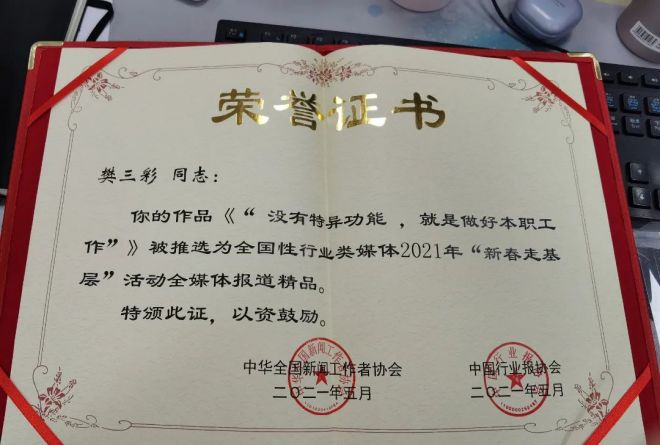 荣誉证书
樊三彩 同志：
你的作品《“没有特异功能，就是做好本职工
作”》被推选为全国性行业类媒体2021年“新春走基
层”活动全媒体报道精品。
特颁此证，以资鼓励。
中华全国新闻工作者协会
二〇二一年五月
中国行业报协会
二〇二一年五月